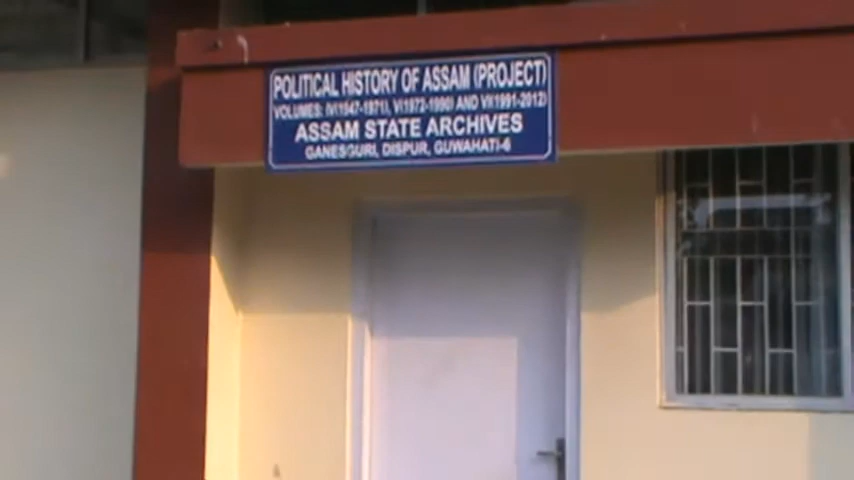 POLITICAL HISTORY OF ASSAM (PROJECT)
VOLUMES: IV(1947-1971), V(1972-1990) AND VI(1991-2012)
ASSAM STATE ARCHIVES
GANESGURI, DISPUR, GUWAHATI-6